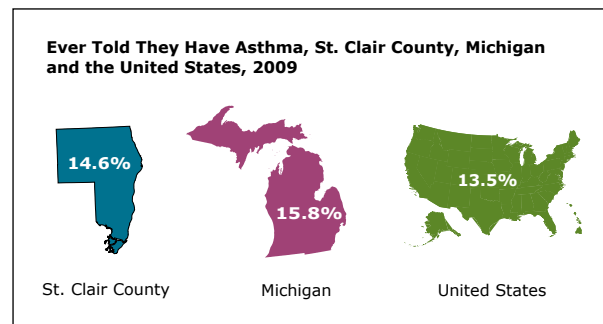 Ever Told They Have Asthma, St. Clair County, Michigan
and the United States, 2009
14.6%
15.8%
13.5%
St. Clair County
Michigan
United States